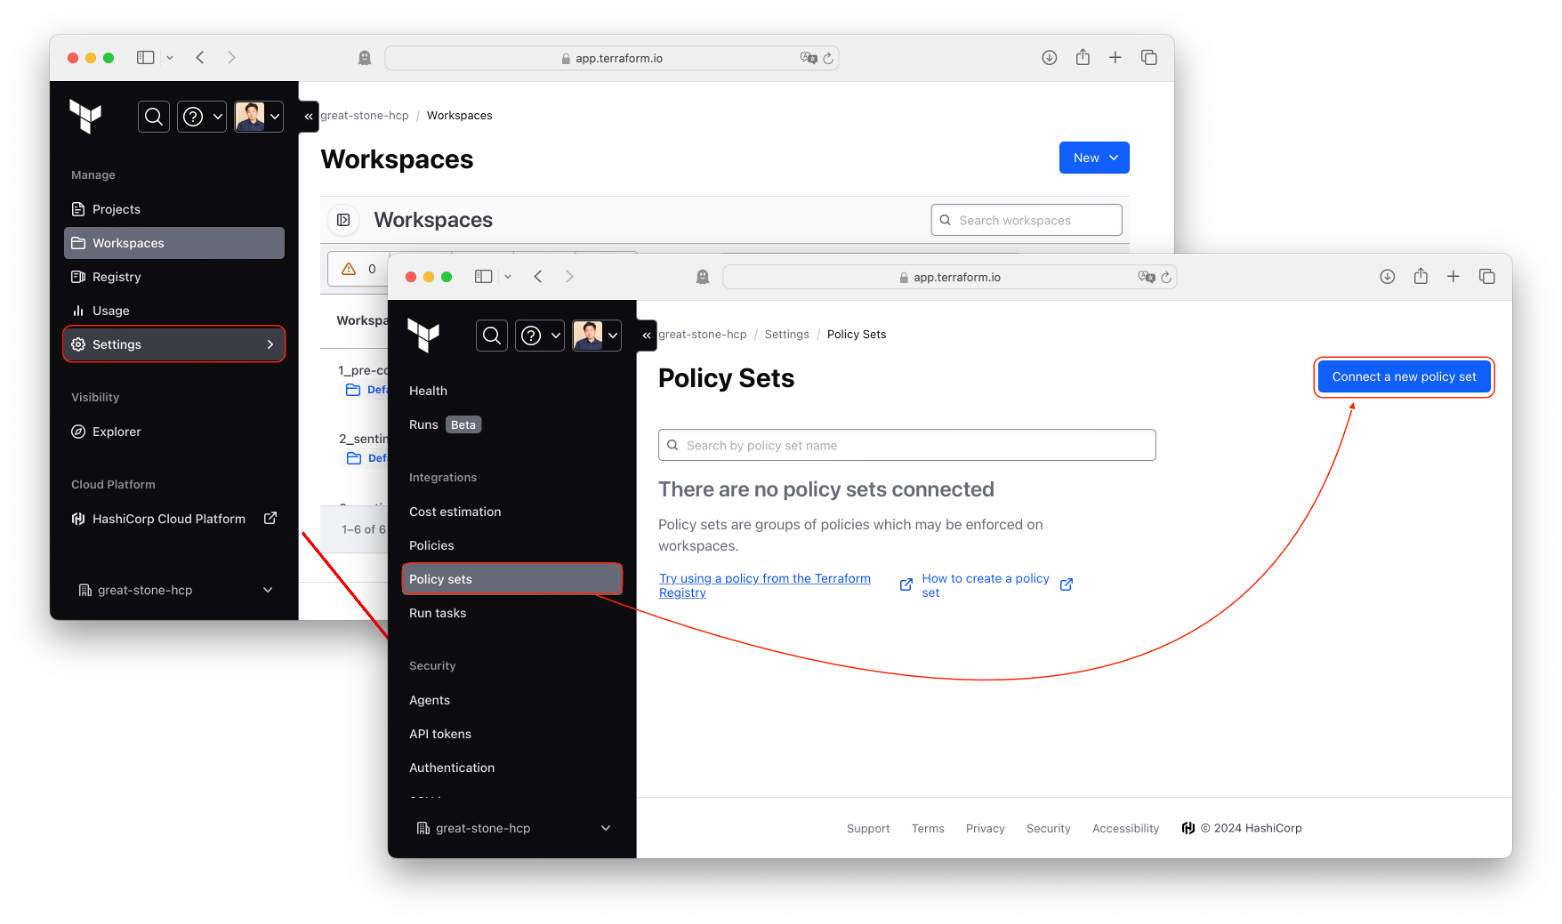 app.terraform.io
great-stone-hcp / Workspaces
Workspaces
New
Manage
Projects
Workspaces
Registry
Usage
Settings
Visibility
Explorer
Cloud Platform
HashiCorp Cloud Platform
great-stone-hcp
Workspaces
Search workspaces
0
1_pre-co
2_sentin
1–6 of 6
app.terraform.io
great-stone-hcp / Settings / Policy Sets
Policy Sets
Connect a new policy set
Health
Runs Beta
Integrations
Cost estimation
Policies
Policy sets
Run tasks
Security
Agents
API tokens
Authentication
great-stone-hcp
Search by policy set name
There are no policy sets connected
Policy sets are groups of policies which may be enforced on
workspaces.
Try using a policy from the Terraform
Registry
How to create a policy
set
Support Terms Privacy Security Accessibility © 2024 HashiCorp